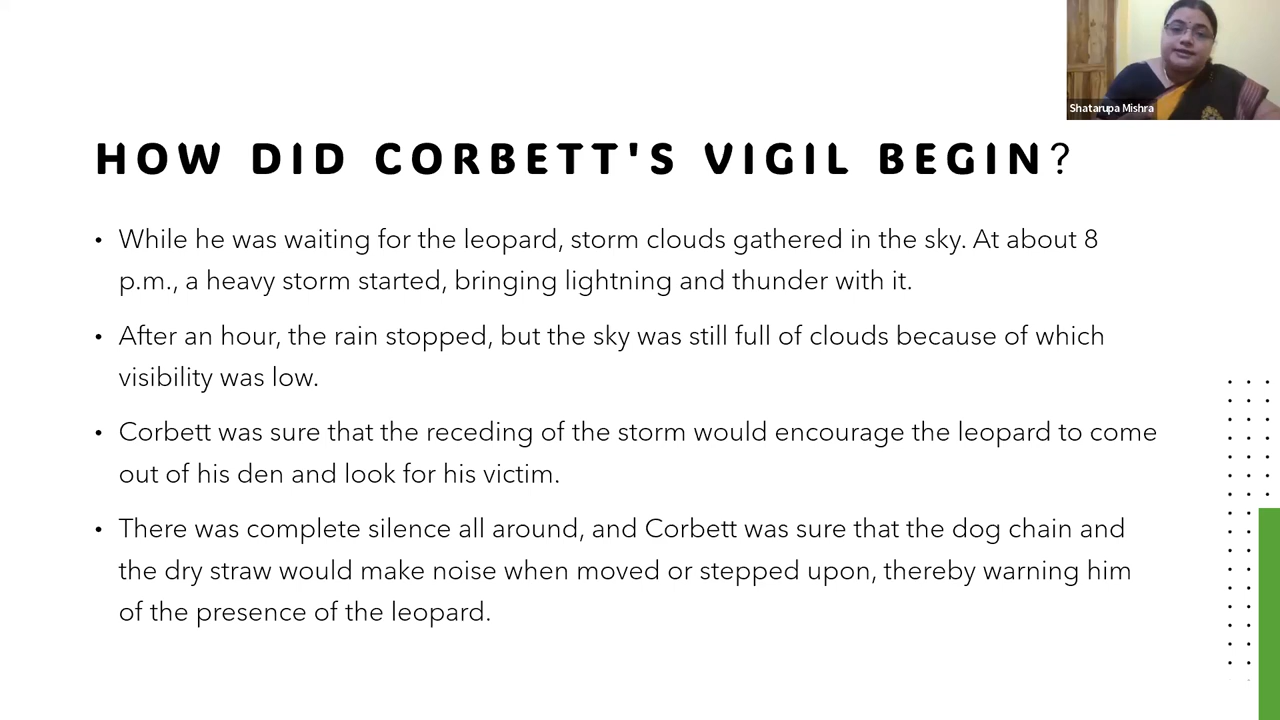 Shatarupa Mishra
HOW DID CORBETT'S VIGIL BEGIN?
• While he was waiting for the leopard, storm clouds gathered in the sky. At about 8
p.m., a heavy storm started, bringing lightning and thunder with it.
• After an hour, the rain stopped, but the sky was still full of clouds because of which
visibility was low.
• Corbett was sure that the receding of the storm would encourage the leopard to come
out of his den and look for his victim.
• There was complete silence all around, and Corbett was sure that the dog chain and
the dry straw would make noise when moved or stepped upon, thereby warning him
of the presence of the leopard.